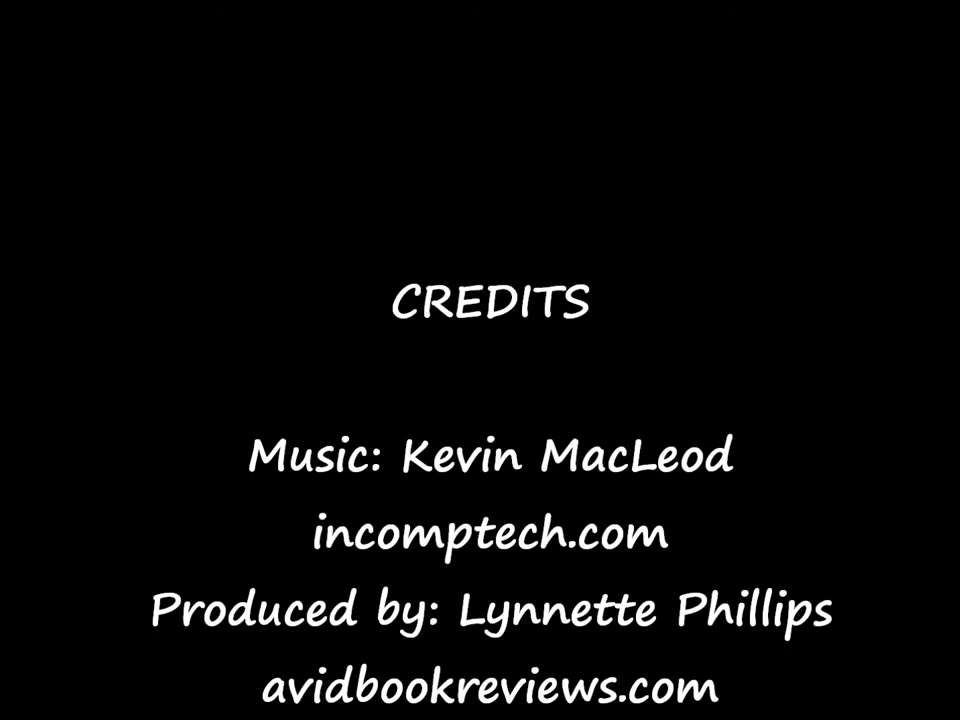 CREDITS
Music: Kevin MacLeod
incomptech.com
Produced by: Lynnette Phillips
avidbookreviews.com